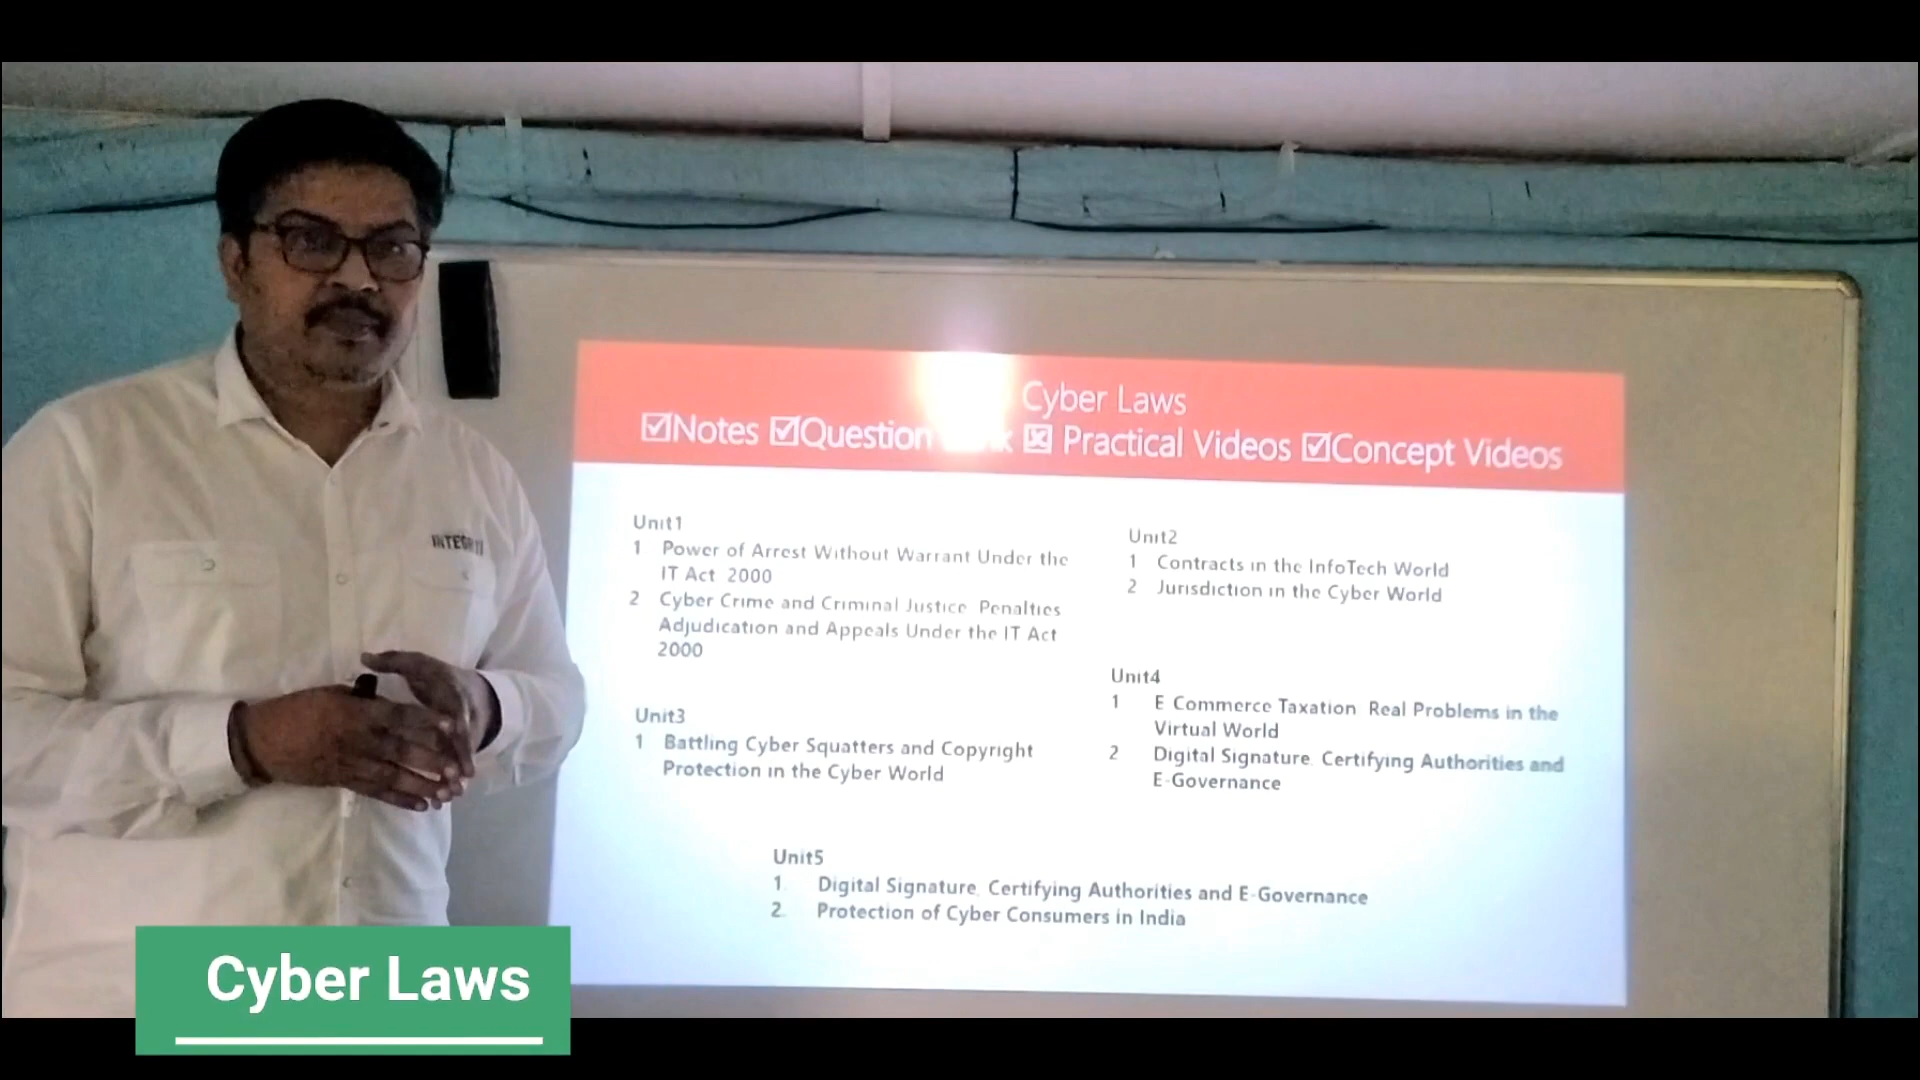 Cyber Laws
☑Notes ☑Question ☒ Practical Videos ☑Concept Videos
Unit1
1 Power of Arrest Without Warrant Under the
IT Act 2000
2 Cyber Crime and Criminal Justice Penalties
Adjudication and Appeals Under the IT Act
2000
Unit2
1 Contracts in the InfoTech World
2 Jurisdiction in the Cyber World
Unit3
1 Battling Cyber Squatters and Copyright
Protection in the Cyber World
Unit4
1 E Commerce Taxation Real Problems in the
Virtual World
2 Digital Signature, Certifying Authorities and
E-Governance
Unit5
1. Digital Signature, Certifying Authorities and E-Governance
2. Protection of Cyber Consumers in India
Cyber Laws